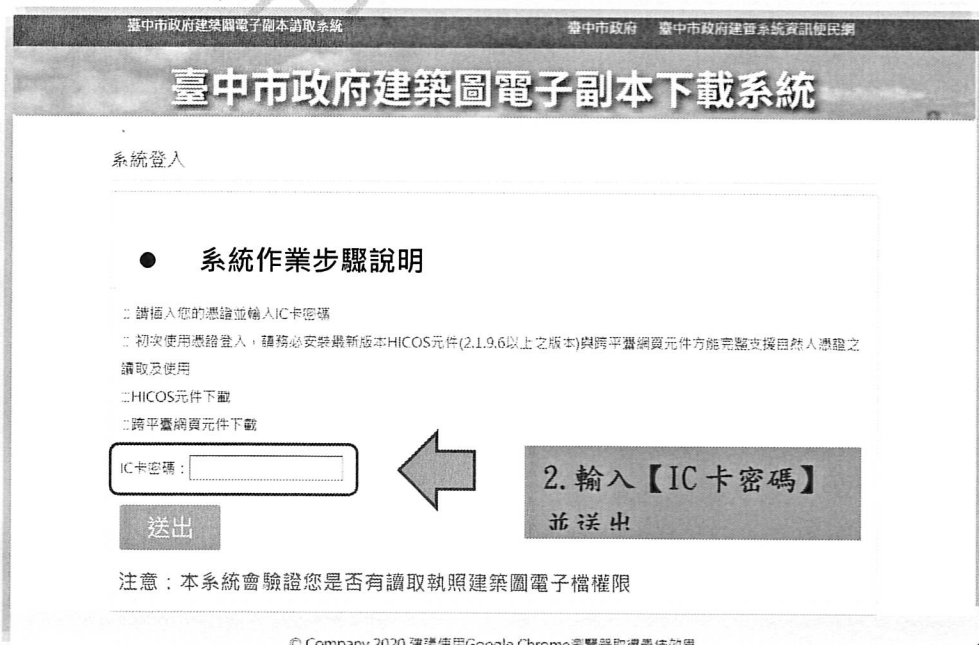 臺中市政府建築圖電子副本讀取系統
臺中市政府 臺中市政府建管系統資訊便民網
臺中市政府建築圖電子副本下載系統
系統登入
● 系統作業步驟說明
:: 請插入您的憑證並輸入IC卡密碼
:: 初次使用憑證登入,請務必安裝最新版本HICOS元件(2.1.9.6以上之版本)與跨平臺網頁元件方能完整支援自然人憑證之
讀取及使用
::HICOS元件下載
::跨平臺網頁元件下載
IC卡密碼:
2. 輸入【IC 卡密碼】
並送出
送出
注意:本系統會驗證您是否有讀取執照建築圖電子檔權限
© Company 2020 建議使用Google Chrome瀏覽器取得最佳效果